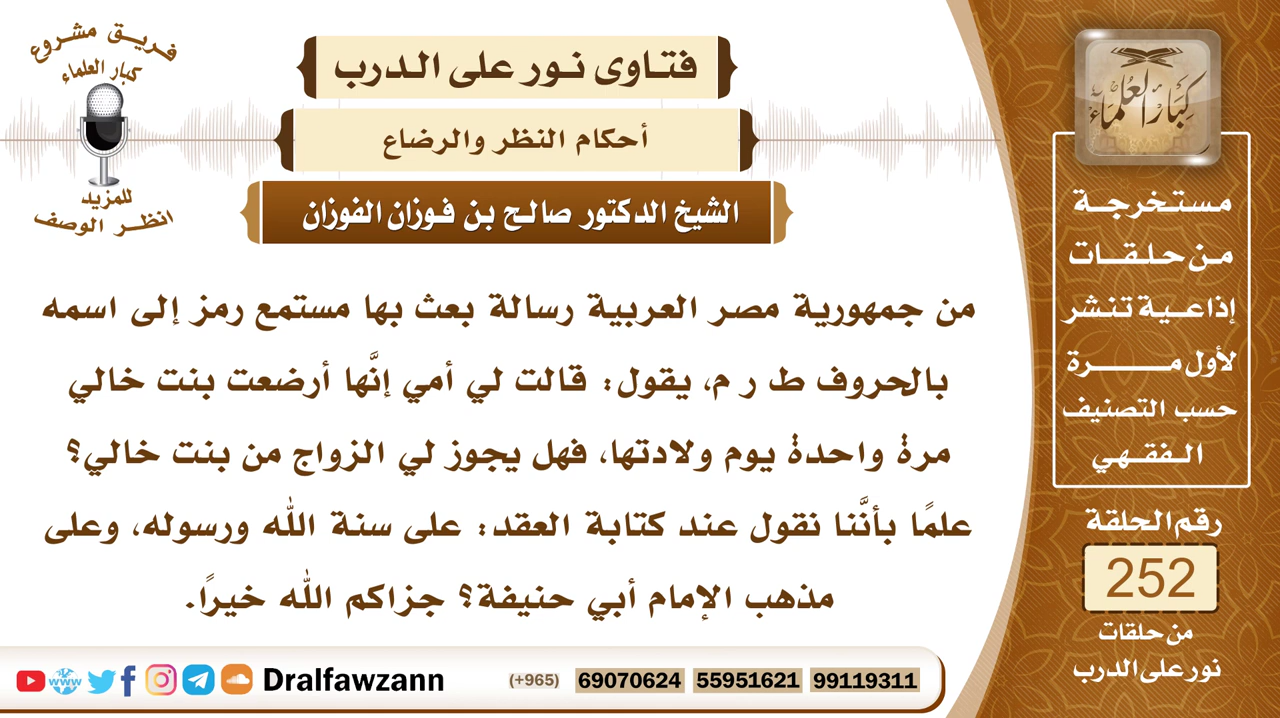 فريق مشروع
كبار العلماء
للمزيد
انظر الوصف
فتاوى نور على الدرب
أحكام النظر والرضاع
الشيخ الدكتور صالح بن فوزان الفوزان
من جمهورية مصر العربية رسالة بعث بها مستمع رمز إلى اسمه
بالحروف ط ر م، يقول: قالت لي أمي إنَّها أرضعت بنت خالي
مرةً واحدةً يوم ولادتها، فهل يجوز لي الزواج من بنت خالي؟
علمًا بأنَّنا نقول عند كتابة العقد: على سنة الله ورسوله، وعلى
مذهب الإمام أبي حنيفة؟ جزاكم الله خيرًا.
كبار العلماء
مستخرجة
من حلقات
إذاعية تنشر
لأول مرة
حسب التصنيف
الفقهي
رقم الحلقة
252
من حلقات
نور على الدرب
www Dralfawzann (+965) 69070624 55951621 99119311